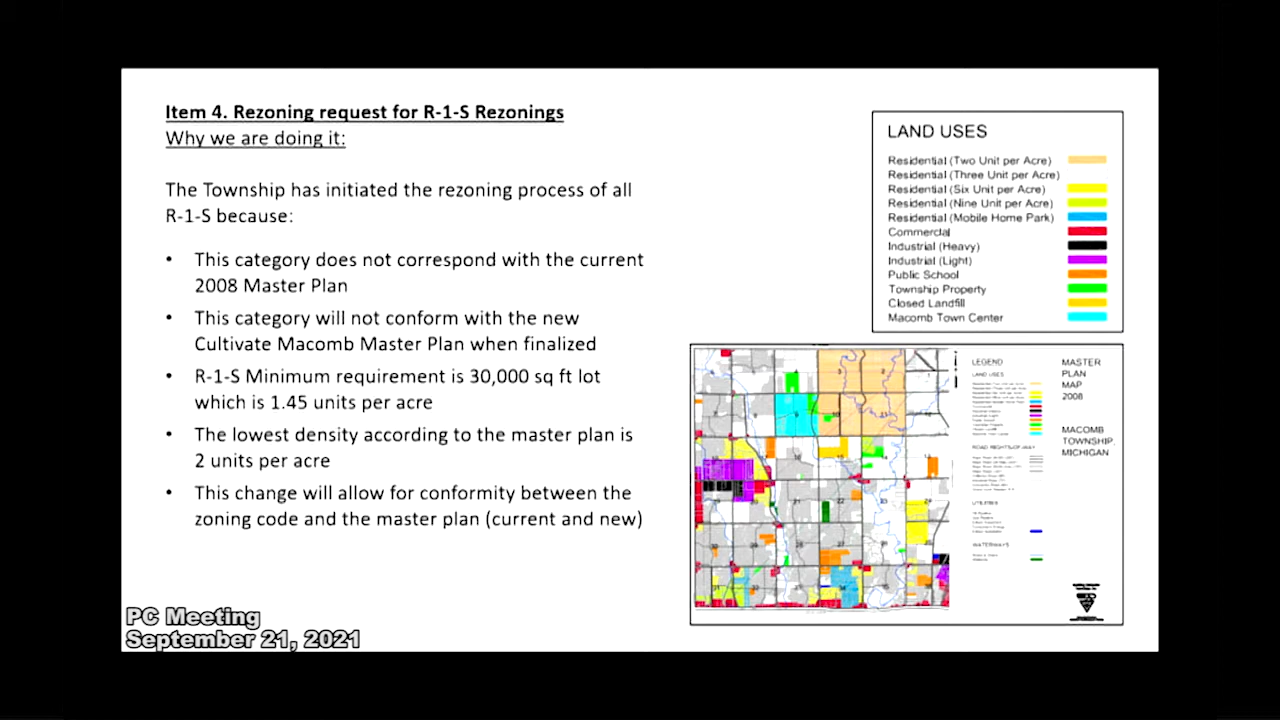 Item 4. Rezoning request for R-1-S Rezonings
Why we are doing it:
The Township has initiated the rezoning process of all
R-1-S because:
• This category does not correspond with the current
2008 Master Plan
• This category will not conform with the new
Cultivate Macomb Master Plan when finalized
• R-1-S Minimum requirement is 30,000 sq ft lot
which is 1.45 units per acre
• The lowest density according to the master plan is
2 units per acre
• This change will allow for conformity between the
zoning code and the master plan (current and new)
LAND USES
Residential (Two Unit per Acre)
Residential (Three Unit per Acre)
Residential (Six Unit per Acre)
Residential (Nine Unit per Acre)
Residential (Mobile Home Park)
Commercial
Industrial (Heavy)
Industrial (Light)
Public School
Township Property
Closed Landfill
Macomb Town Center
LEGEND
LAND USES
UTILITIES
WATERWAYS
MASTER
PLAN
MAP
2008
MACOMB
TOWNSHIP,
MICHIGAN
PC Meeting
September 21, 2021